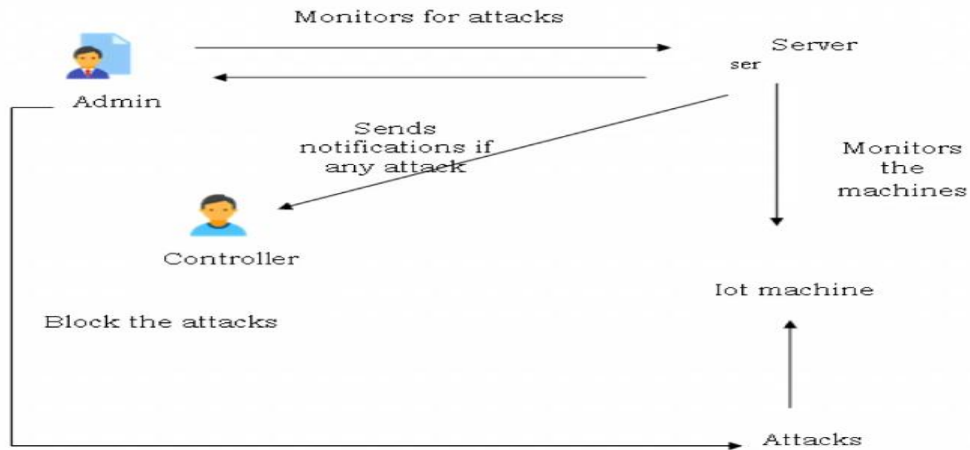 Monitors for attacks
Server
ser
Admin
Sends
notifications if
any attack
Monitors
the
machines
Controller
Iot machine
Block the attacks
Attacks